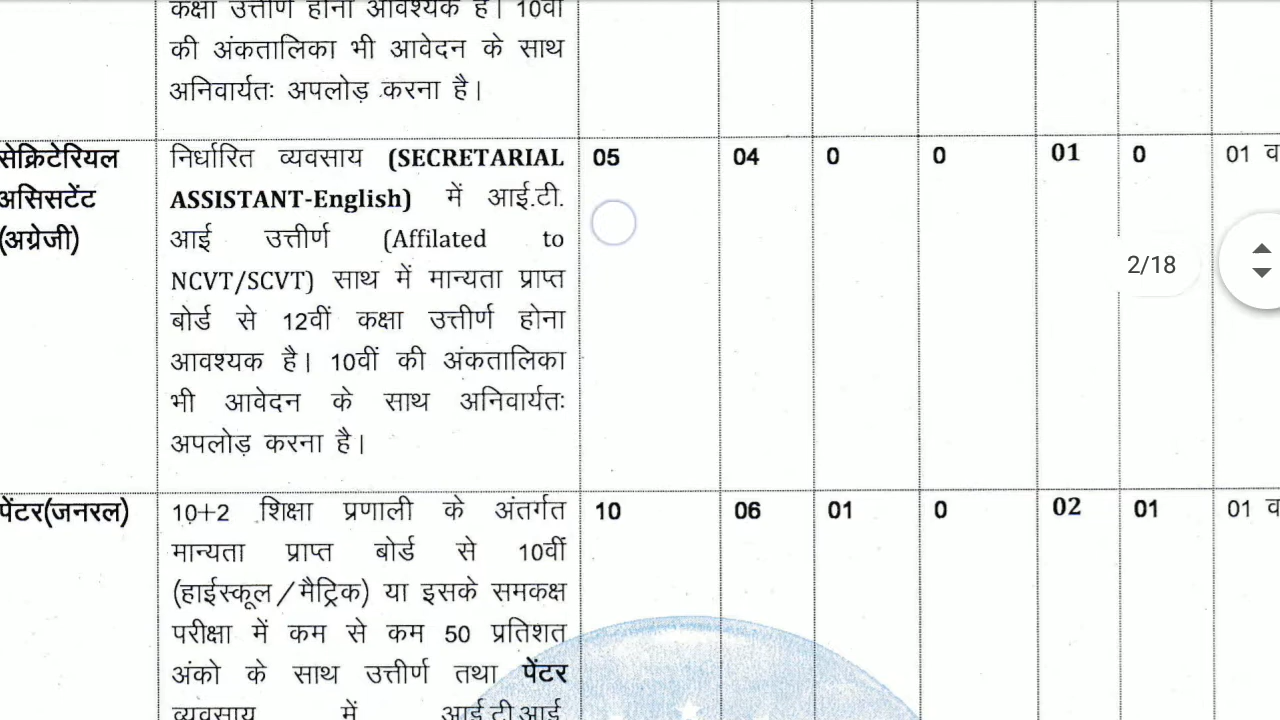 कक्षा उत्तीर्ण होना आवश्यक है। 10वीं
की अंकतालिका भी आवेदन के साथ
अनिवार्यतः अपलोड़ करना है।
सेक्रिटेरियल
असिसटेंट
(अग्रेजी)
निर्धारित व्यवसाय (SECRETARIAL
ASSISTANT-English) में आई.टी.
आई उत्तीर्ण (Affilated to
NCVT/SCVT) साथ में मान्यता प्राप्त
बोर्ड से 12वीं कक्षा उत्तीर्ण होना
आवश्यक है। 10वीं की अंकतालिका
भी आवेदन के साथ अनिवार्यतः
अपलोड़ करना है।
05 04 0 0 01 0 01 व
2/18
पेंटर(जनरल)
10+2 शिक्षा प्रणाली के अंतर्गत
मान्यता प्राप्त बोर्ड से 10वीं
(हाईस्कूल/मैट्रिक) या इसके समकक्ष
परीक्षा में कम से कम 50 प्रतिशत
अंको के साथ उत्तीर्ण तथा पेंटर
व्यवसाय में आई.टी.आई.
10 06 01 0 02 01 01 व